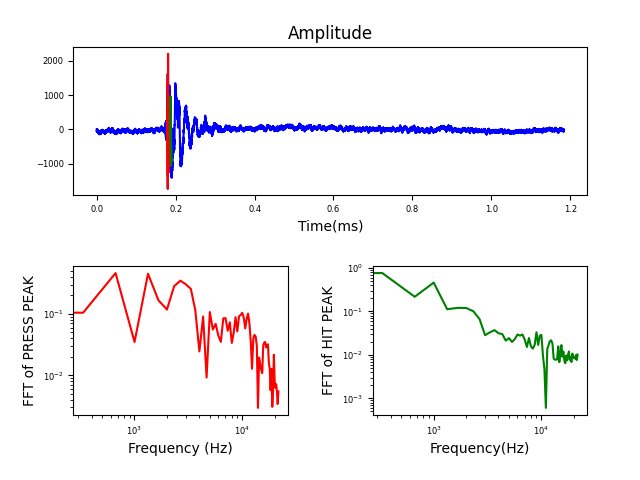 Amplitude
2000
1000
0
−1000
0.0 0.2 0.4 0.6 0.8 1.0 1.2
Time(ms)
FFT of PRESS PEAK
10⁻¹
10⁻²
10³ 10⁴
Frequency (Hz)
FFT of HIT PEAK
10⁰
10⁻¹
10⁻²
10⁻³
10³ 10⁴
Frequency(Hz)